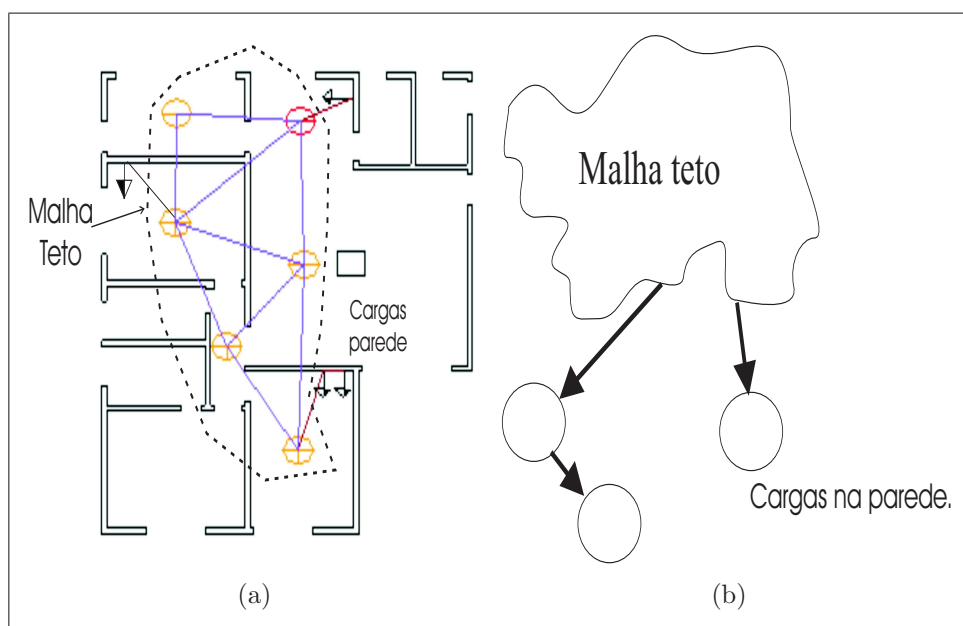 Malha
Teto
Cargas
parede
(a)
Malha teto
Cargas na parede.
(b)